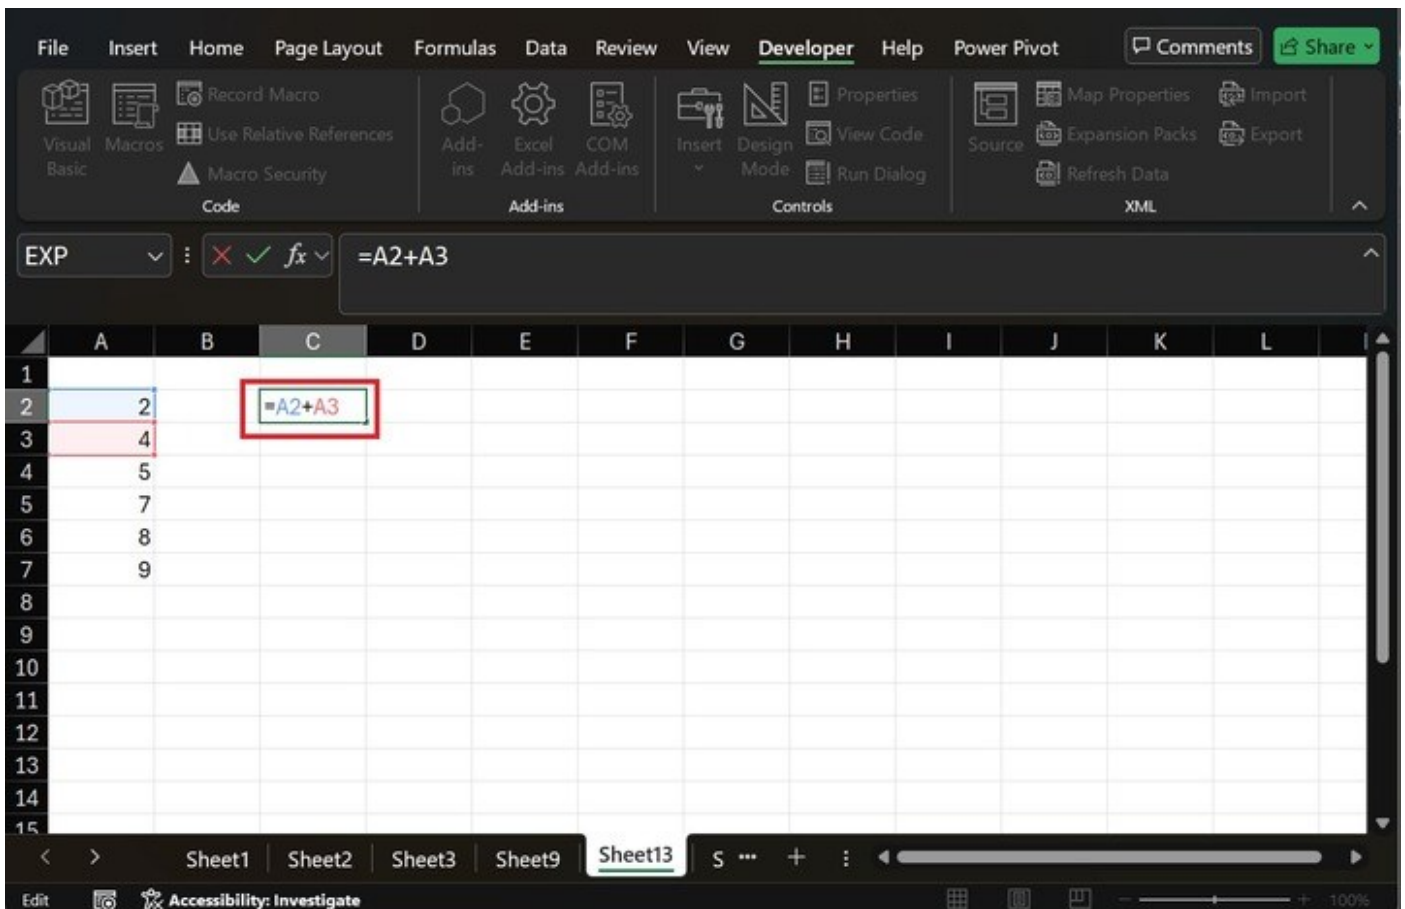 File Insert Home Page Layout Formulas Data Review View Developer Help Power Pivot Comments Share
Visual Basic
Macros
Record Macro
Use Relative References
Macro Security
Code
Add-ins
Excel Add-ins
COM Add-ins
Add-ins
Insert
Design Mode
Properties
View Code
Run Dialog
Controls
Source
Map Properties
Expansion Packs
Refresh Data
Import
Export
XML
EXP fx =A2+A3
A B C D E F G H I J K L
1
2 2 =A2+A3
3 4
4 5
5 7
6 8
7 9
8
9
10
11
12
13
14
15
Sheet1 Sheet2 Sheet3 Sheet9 Sheet13 S ...
Edit Accessibility: Investigate 100%